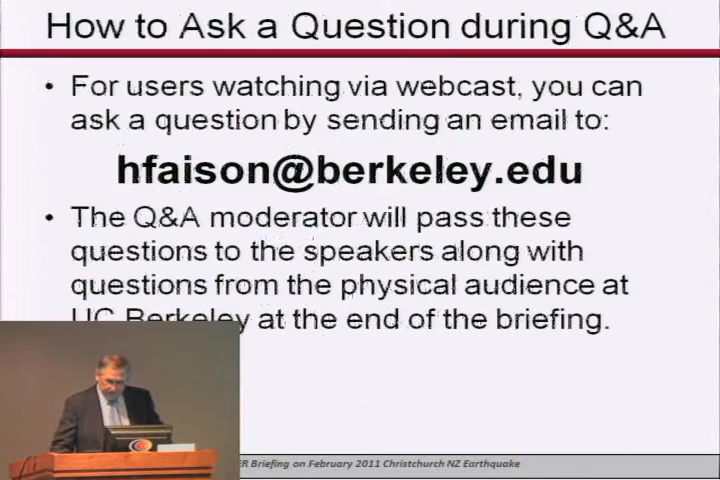 How to Ask a Question during Q&A
• For users watching via webcast, you can
ask a question by sending an email to:
hfaison@berkeley.edu
• The Q&A moderator will pass these
questions to the speakers along with
questions from the physical audience at
UC Berkeley at the end of the briefing.
ER Briefing on February 2011 Christchurch NZ Earthquake